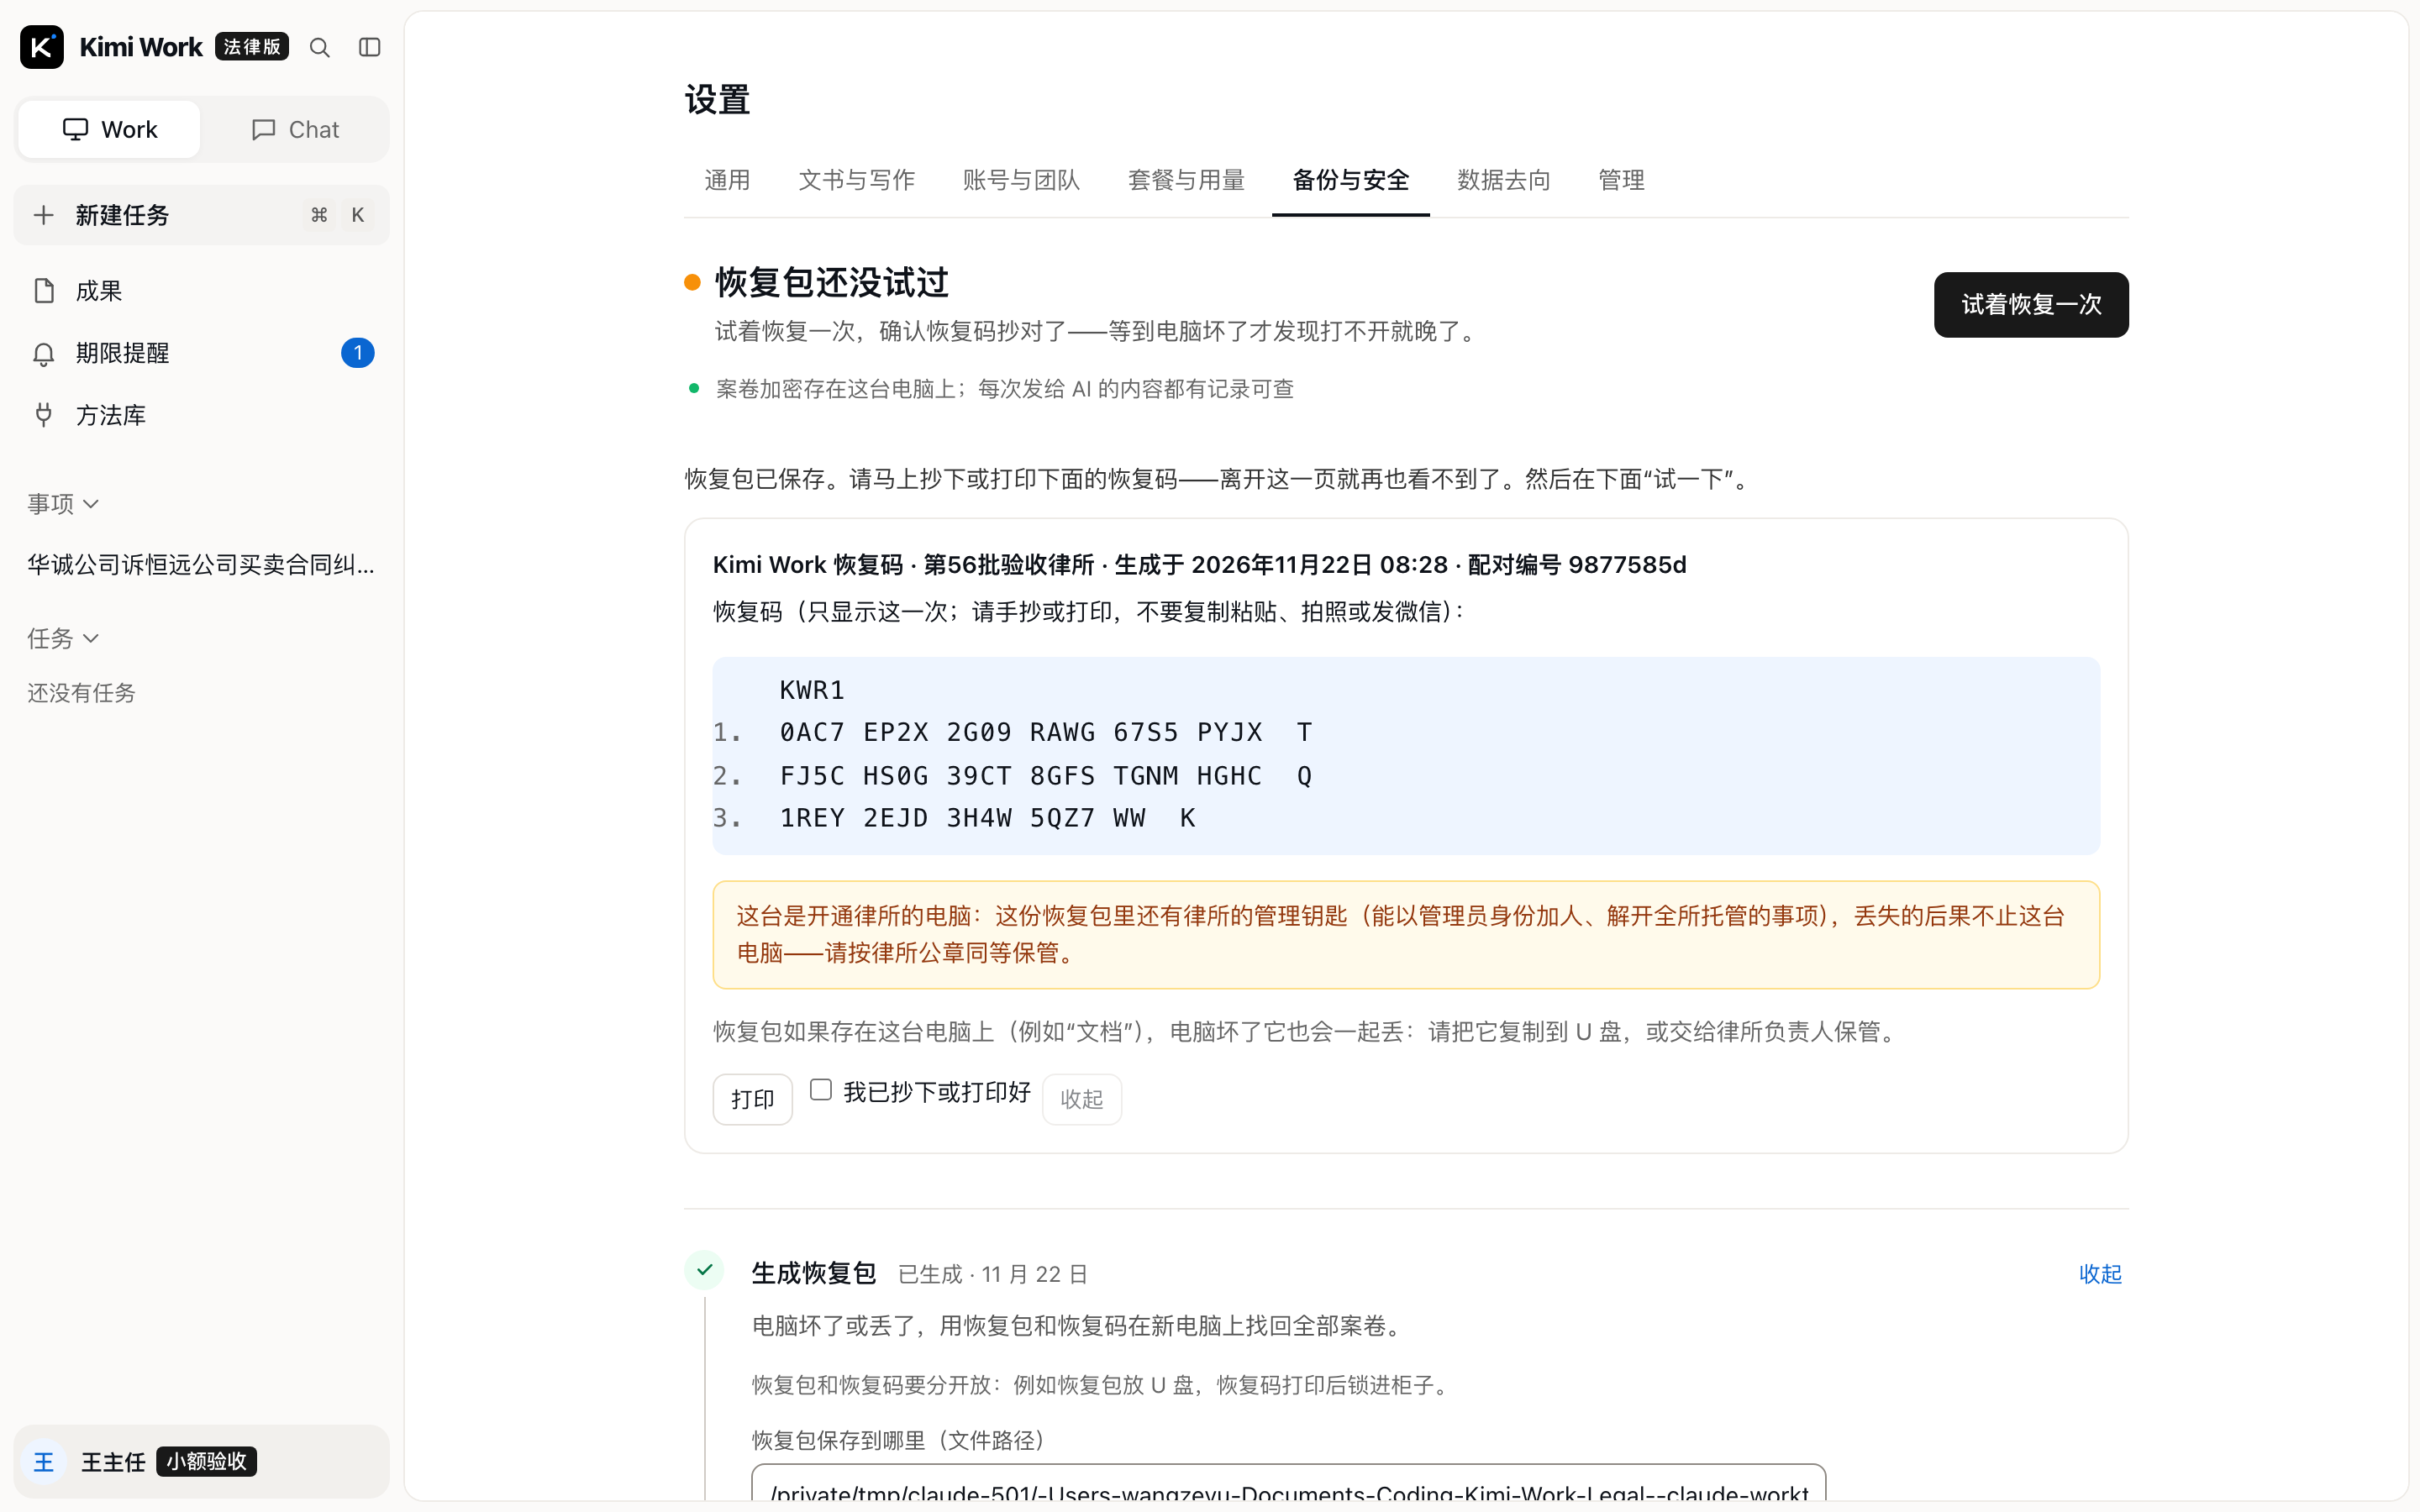 Kimi Work 法律版
Work
Chat
新建任务 ⌘ K
成果
期限提醒 1
方法库
事项
华诚公司诉恒远公司买卖合同纠...
任务
还没有任务
王 王主任 小额验收
设置
通用 文书与写作 账号与团队 套餐与用量 备份与安全 数据去向 管理
恢复包还没试过
试着恢复一次，确认恢复码抄对了——等到电脑坏了才发现打不开就晚了。
试着恢复一次
案卷加密存在这台电脑上；每次发给 AI 的内容都有记录可查
恢复包已保存。请马上抄下或打印下面的恢复码——离开这一页就再也看不到了。然后在下面“试一下”。
Kimi Work 恢复码 · 第56批验收律所 · 生成于 2026年11月22日 08:28 · 配对编号 9877585d
恢复码（只显示这一次；请手抄或打印，不要复制粘贴、拍照或发微信）：
KWR1
1. 0AC7 EP2X 2G09 RAWG 67S5 PYJX T
2. FJ5C HS0G 39CT 8GFS TGNM HGHC Q
3. 1REY 2EJD 3H4W 5QZ7 WW K
这台是开通律所的电脑：这份恢复包里还有律所的管理钥匙（能以管理员身份加人、解开全所托管的事项），丢失的后果不止这台
电脑——请按律所公章同等保管。
恢复包如果存在这台电脑上（例如“文档”），电脑坏了它也会一起丢：请把它复制到 U 盘，或交给律所负责人保管。
打印 我已抄下或打印好 收起
生成恢复包 已生成 · 11 月 22 日 收起
电脑坏了或丢了，用恢复包和恢复码在新电脑上找回全部案卷。
恢复包和恢复码要分开放：例如恢复包放 U 盘，恢复码打印后锁进柜子。
恢复包保存到哪里（文件路径）
/private/tmp/claude-501/-Users-wangzeyu-Documents-Coding-Kimi-Work-Legal--claude-workt